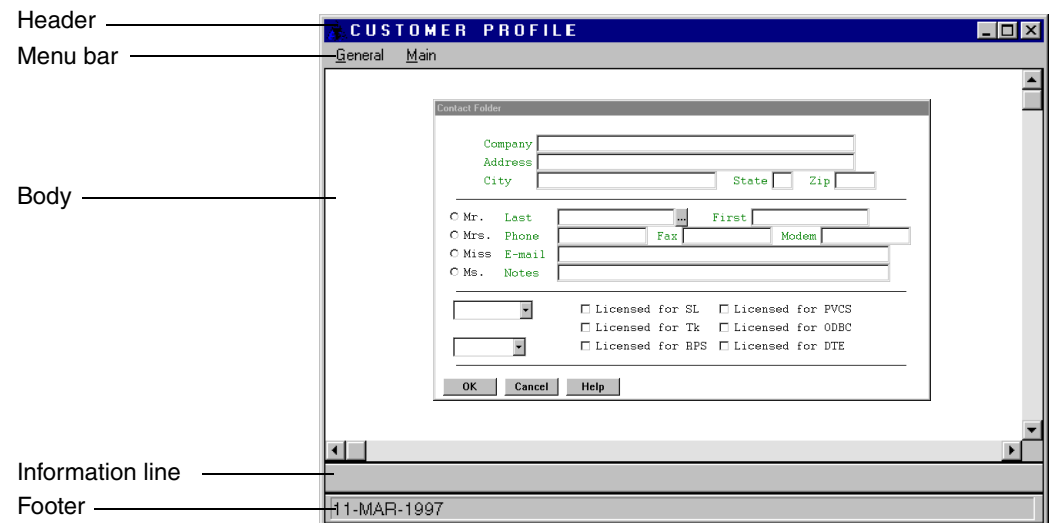 Header
CUSTOMER PROFILE
Menu bar
General Main
Contact Folder
Company
Address
City State Zip
Body
Mr. Last ... First
Mrs. Phone Fax Modem
Miss E-mail
Ms. Notes
Licensed for SL Licensed for PVCS
Licensed for Tk Licensed for ODBC
Licensed for RPS Licensed for DTE
OK Cancel Help
Information line
Footer
11-MAR-1997